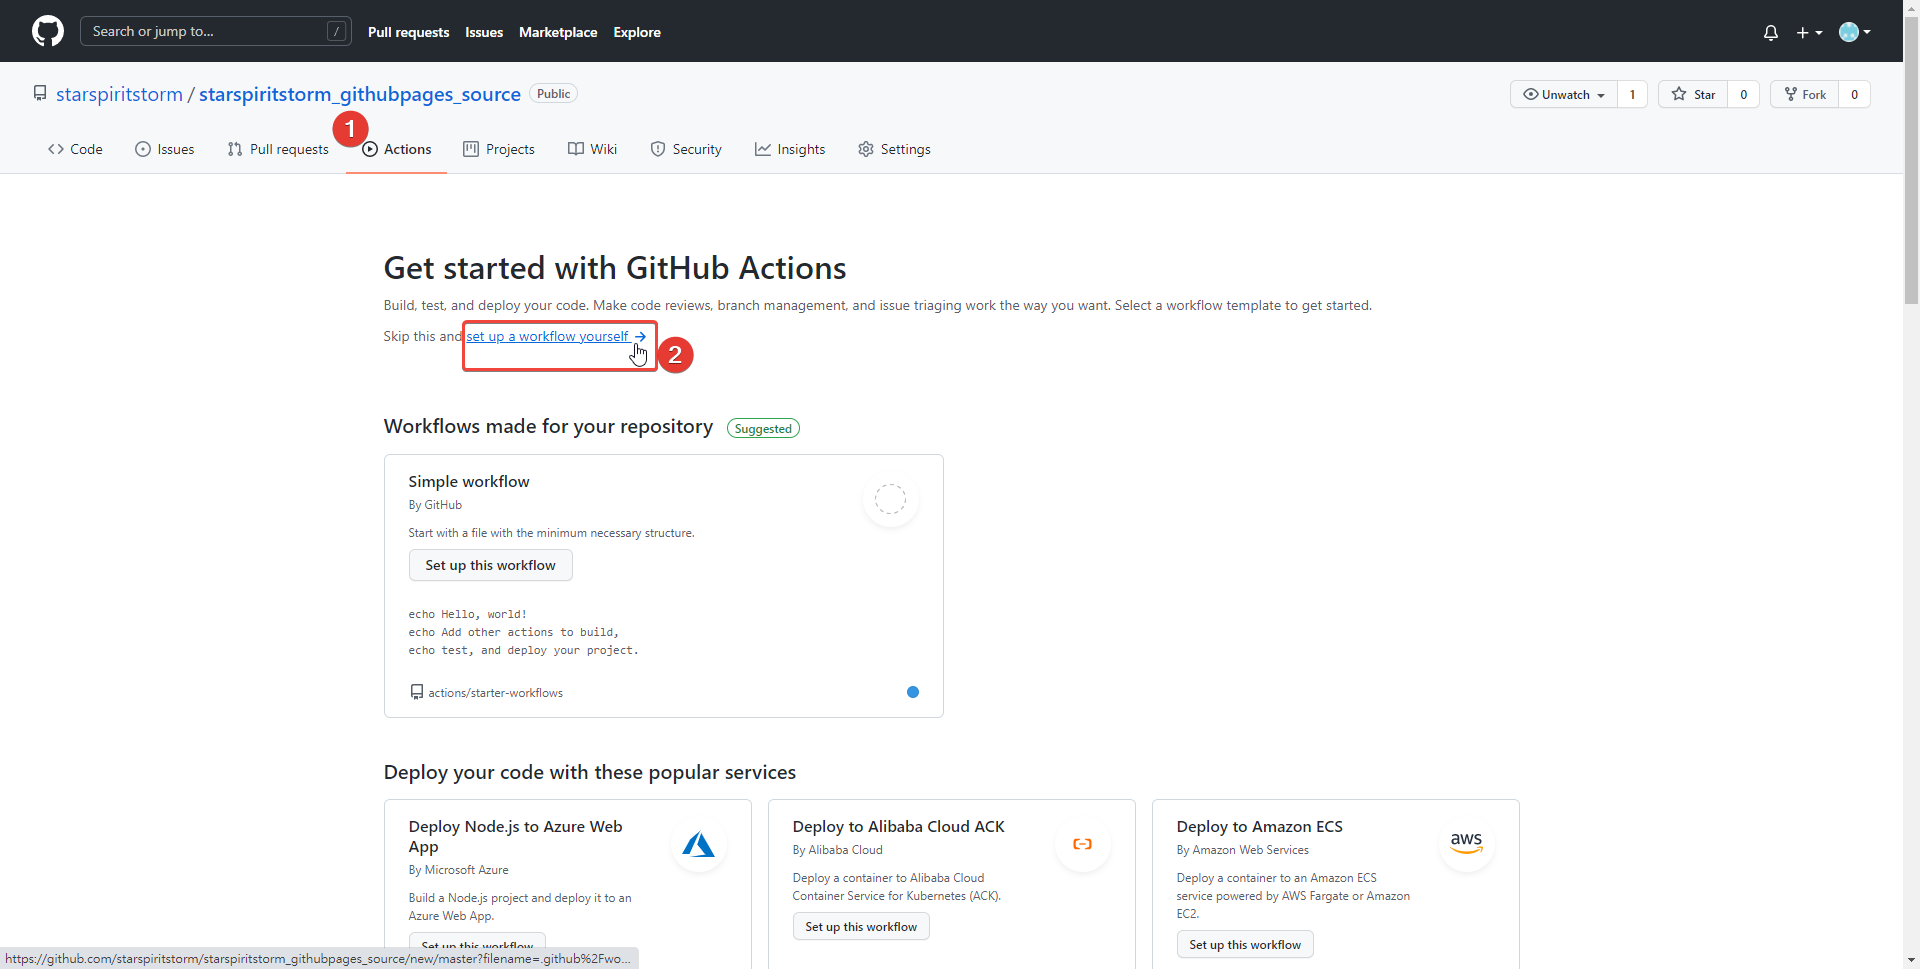 Search or jump to...
/
Pull requests
Issues
Marketplace
Explore
starspiritstorm / starspiritstorm_githubpages_source
Public
Unwatch
1
Star
0
Fork
0
1
Code
Issues
Pull requests
Actions
Projects
Wiki
Security
Insights
Settings
Get started with GitHub Actions
Build, test, and deploy your code. Make code reviews, branch management, and issue triaging work the way you want. Select a workflow template to get started.
Skip this and set up a workflow yourself →
2
Workflows made for your repository
Suggested
Simple workflow
By GitHub
Start with a file with the minimum necessary structure.
Set up this workflow
echo Hello, world!
echo Add other actions to build,
echo test, and deploy your project.
actions/starter-workflows
Deploy your code with these popular services
Deploy Node.js to Azure Web
App
By Microsoft Azure
Build a Node.js project and deploy it to an
Azure Web App.
Set up this workflow
Deploy to Alibaba Cloud ACK
By Alibaba Cloud
Deploy a container to Alibaba Cloud
Container Service for Kubernetes (ACK).
Set up this workflow
Deploy to Amazon ECS
By Amazon Web Services
aws
Deploy a container to an Amazon ECS
service powered by AWS Fargate or Amazon
EC2.
Set up this workflow
https://github.com/starspiritstorm/starspiritstorm_githubpages_source/new/master?filename=.github%2Fwo...